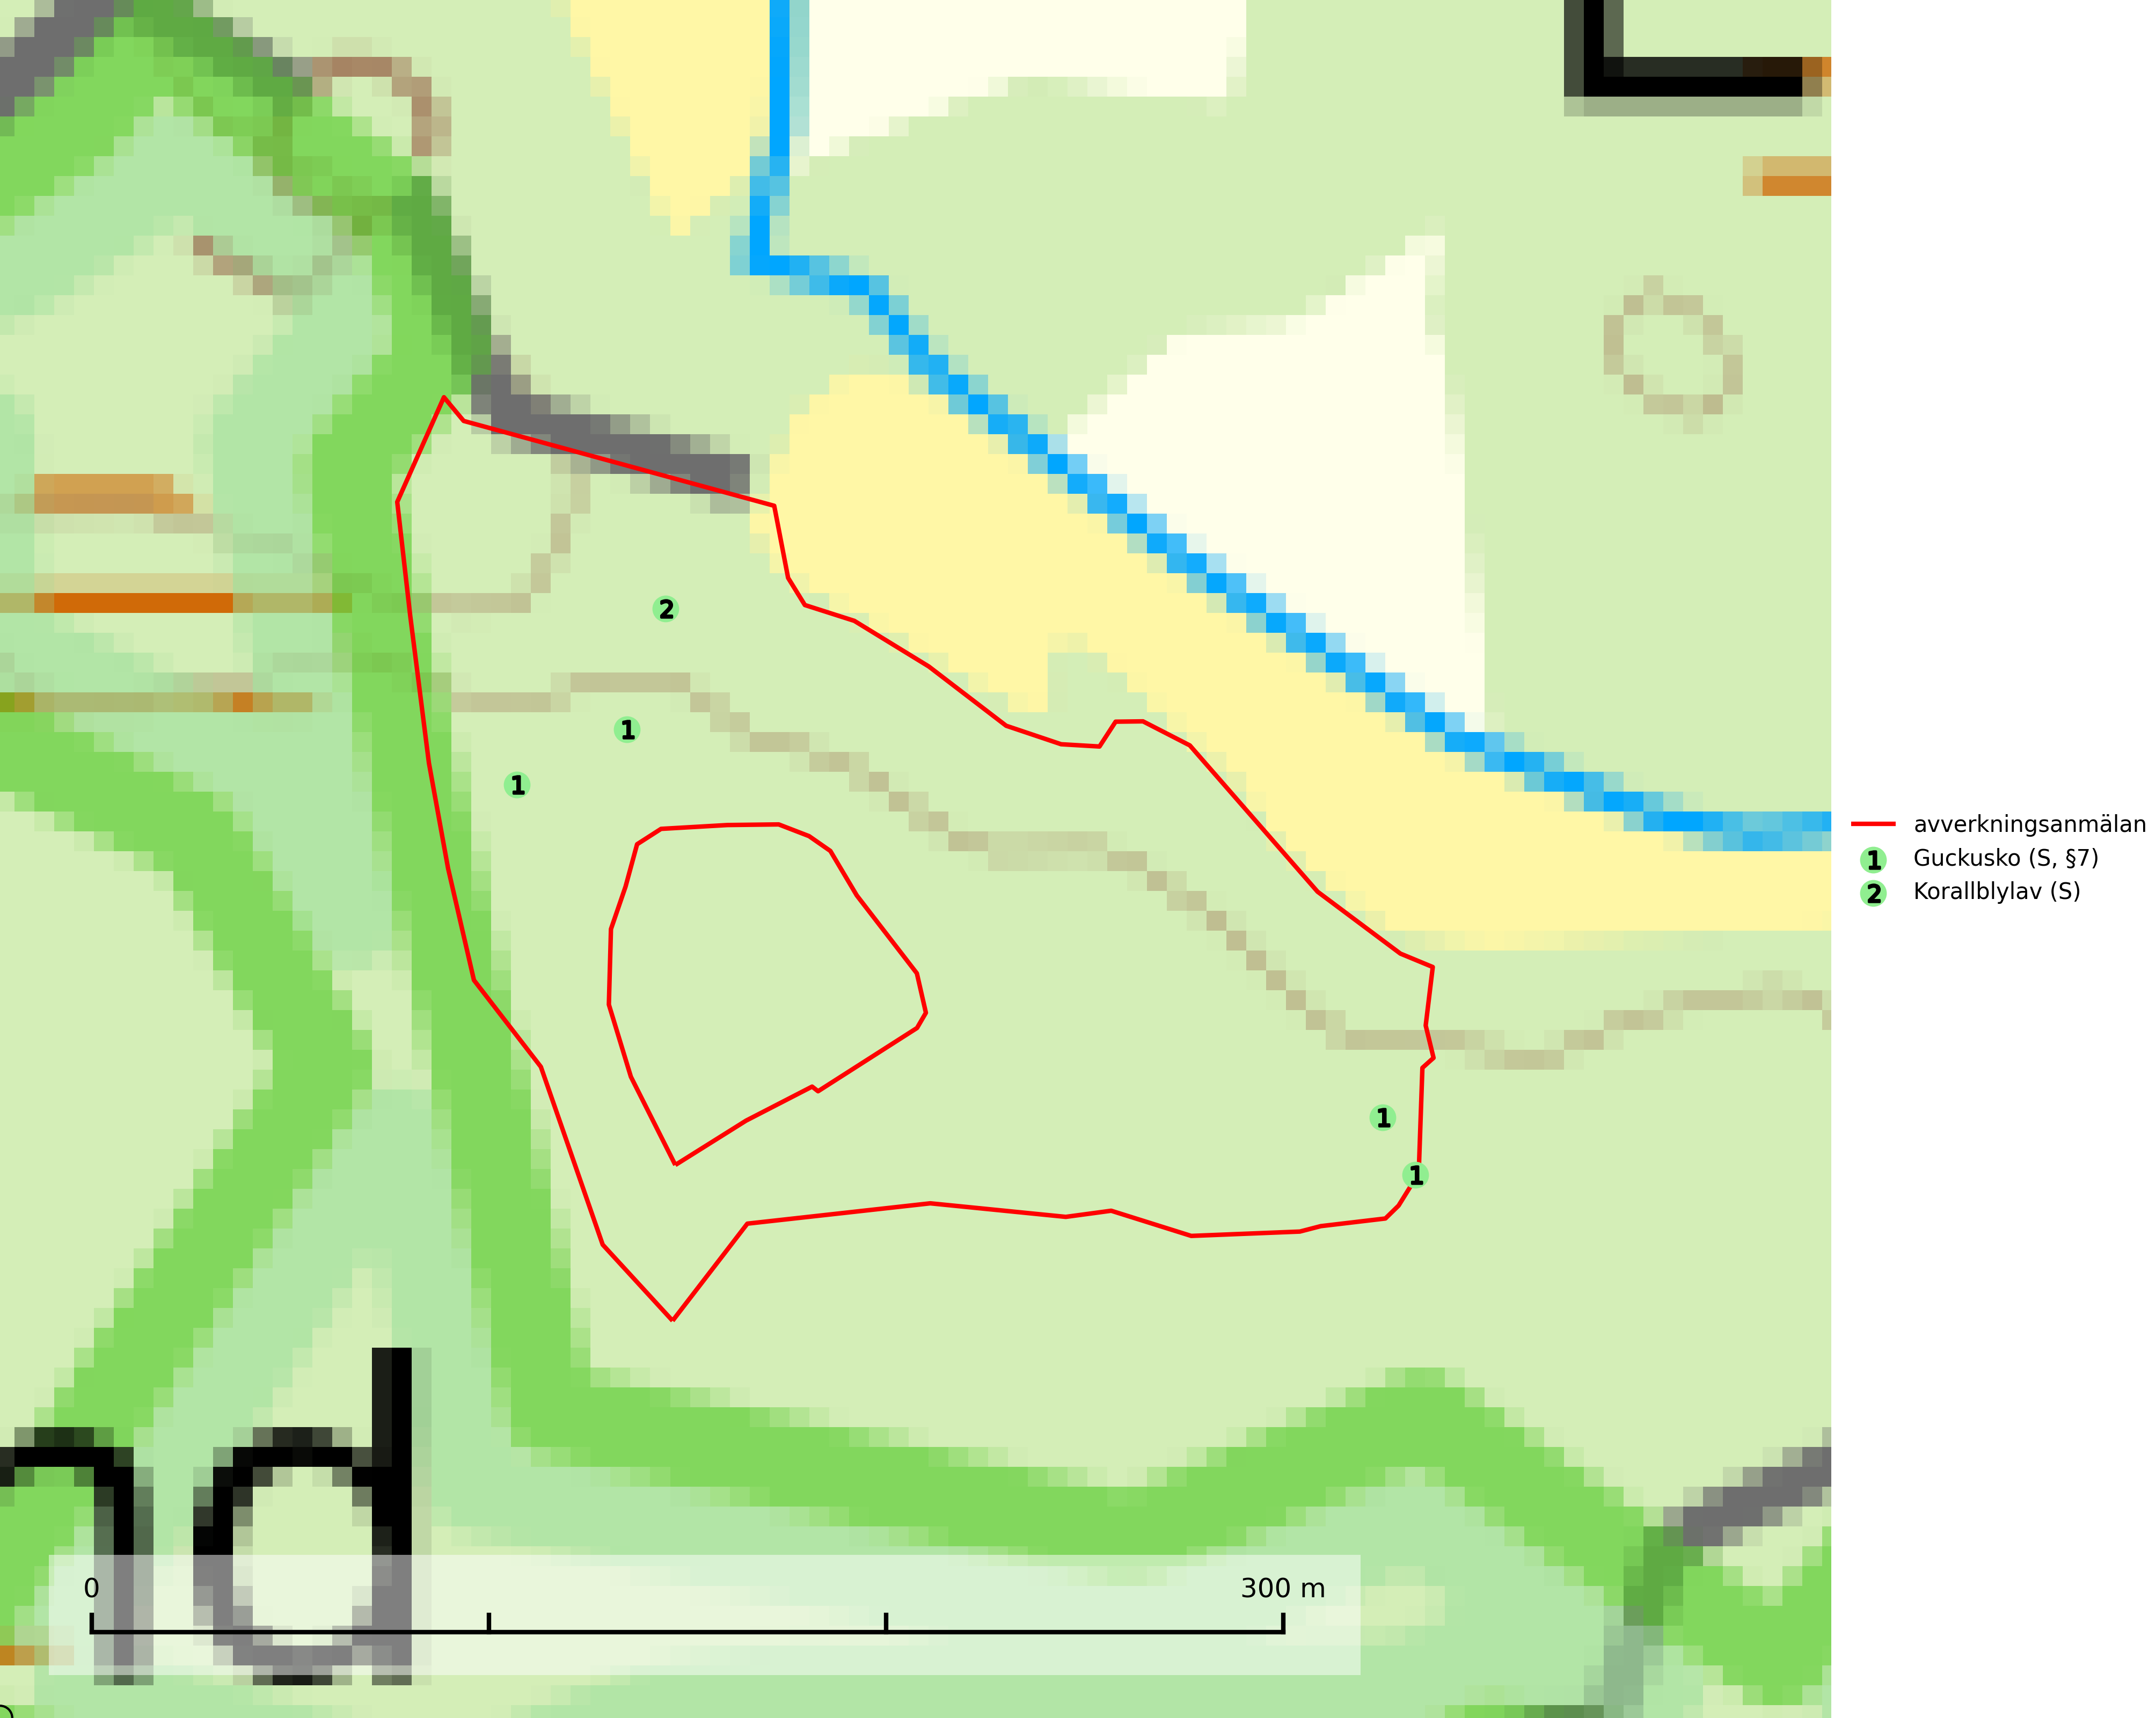 2
1
1
1
1
avverkningsanmälan
1 Guckusko (S, §7)
2 Korallblylav (S)
0 300 m